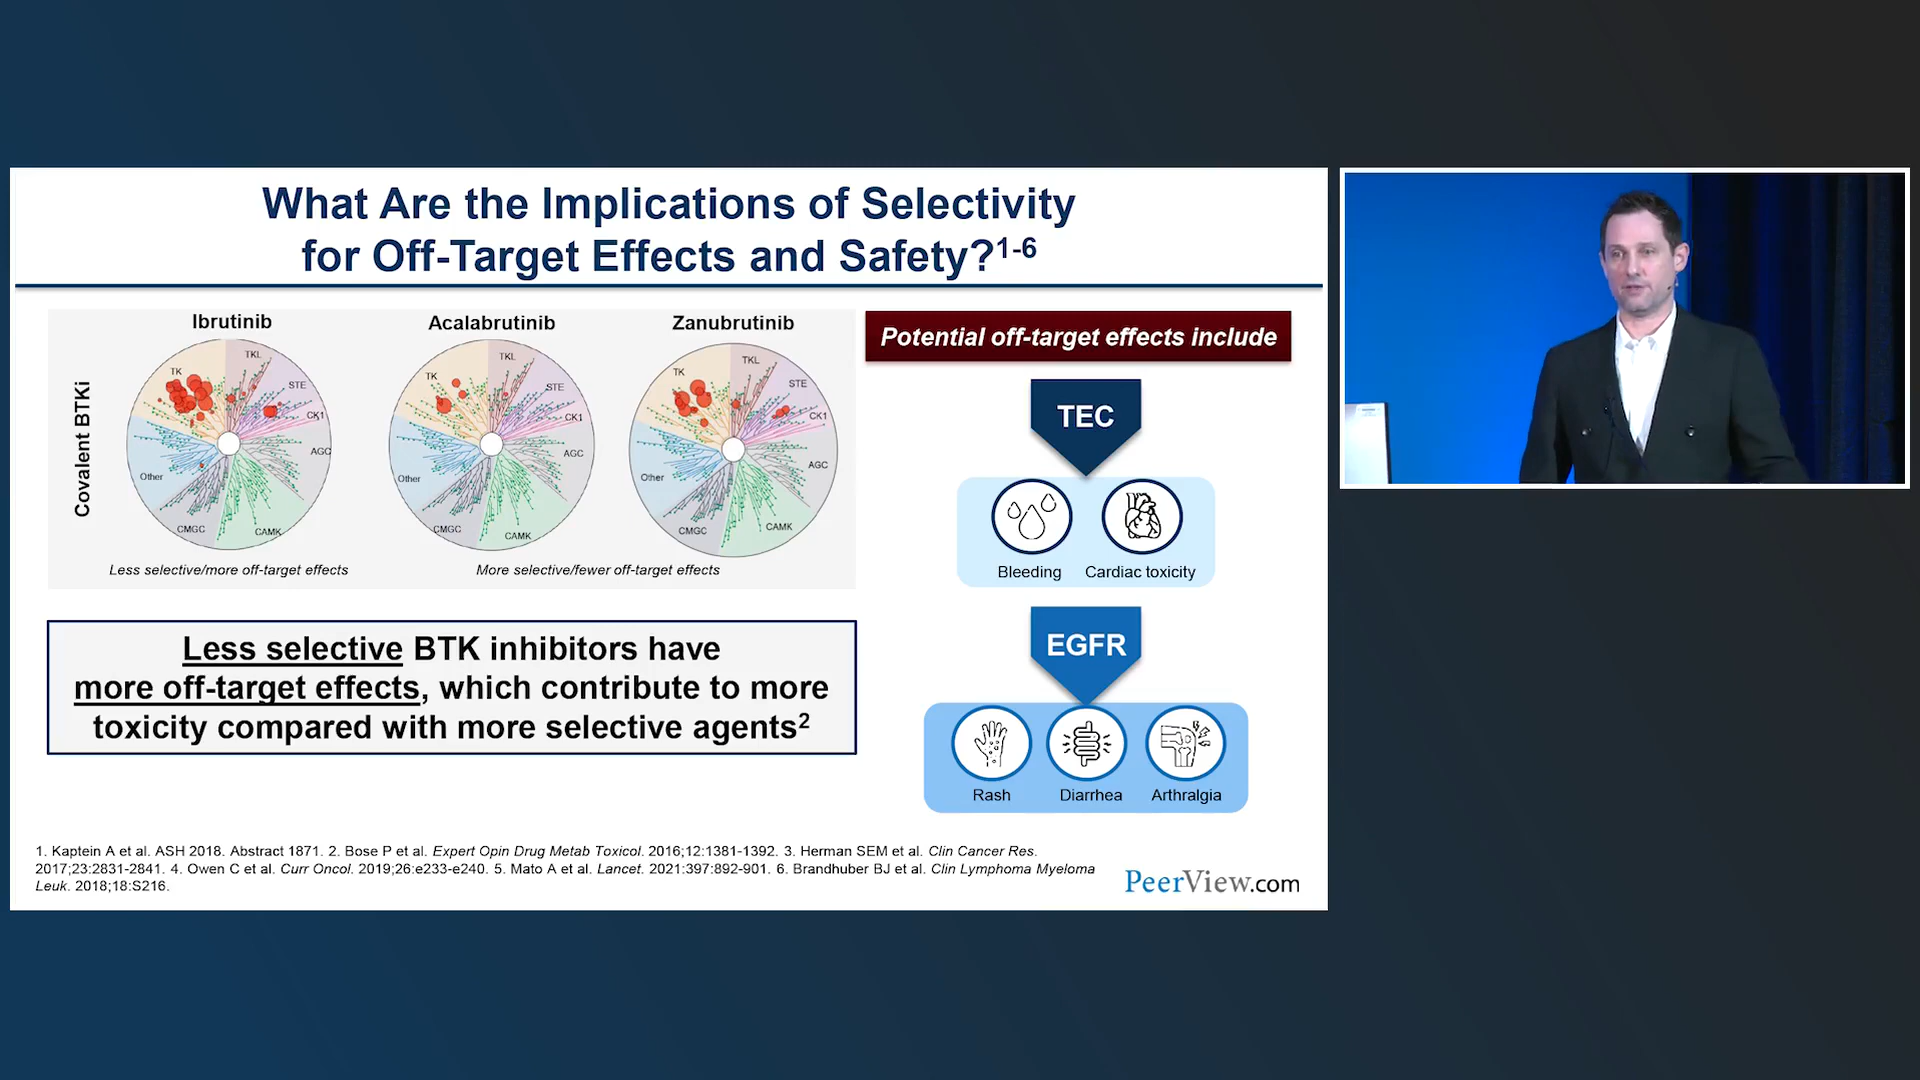 What Are the Implications of Selectivity
for Off-Target Effects and Safety?1-6
Covalent BTKi
Ibrutinib
TK
TKL
STE
CK1
AGC
CAMK
CMGC
Other
Less selective/more off-target effects
Acalabrutinib
TK
TKL
STE
CK1
AGC
CAMK
CMGC
Other
Zanubrutinib
TK
TKL
STE
CK1
AGC
CAMK
CMGC
Other
More selective/fewer off-target effects
Less selective BTK inhibitors have
more off-target effects, which contribute to more
toxicity compared with more selective agents2
Potential off-target effects include
TEC
Bleeding
Cardiac toxicity
EGFR
Rash
Diarrhea
Arthralgia
1. Kaptein A et al. ASH 2018. Abstract 1871. 2. Bose P et al. Expert Opin Drug Metab Toxicol. 2016;12:1381-1392. 3. Herman SEM et al. Clin Cancer Res.
2017;23:2831-2841. 4. Owen C et al. Curr Oncol. 2019;26:e233-e240. 5. Mato A et al. Lancet. 2021:397:892-901. 6. Brandhuber BJ et al. Clin Lymphoma Myeloma
Leuk. 2018;18:S216.
PeerView.com